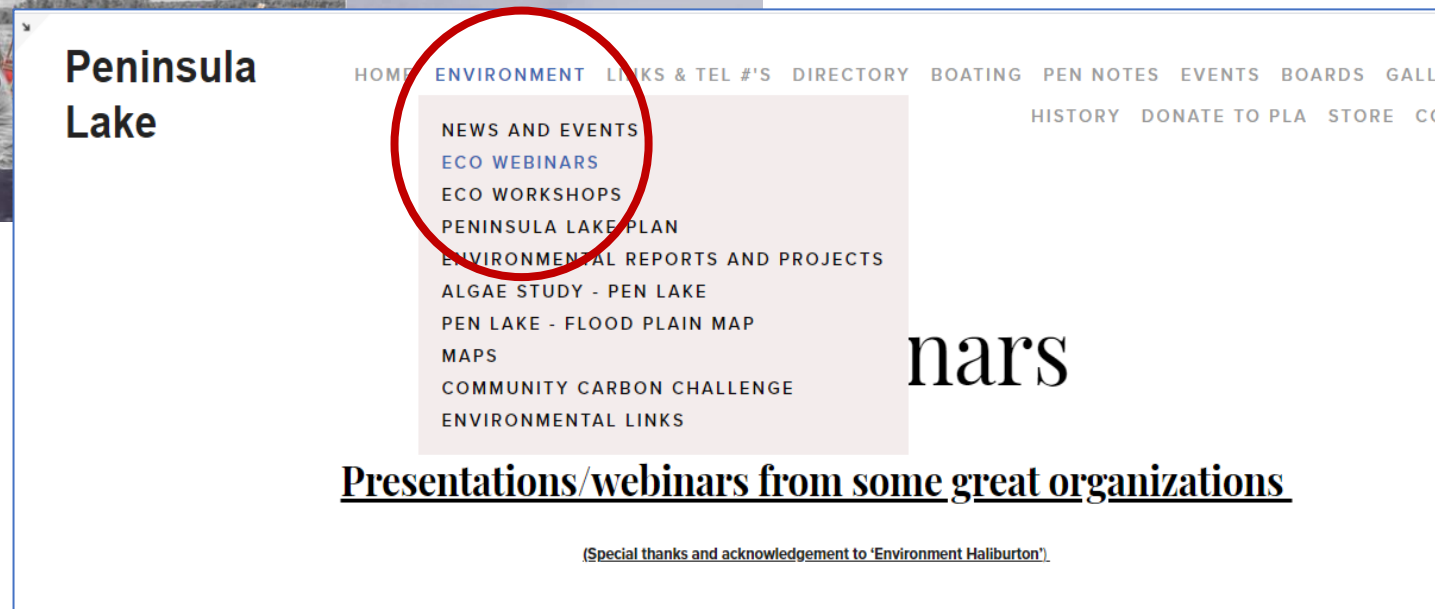 Peninsula
Lake
HOME ENVIRONMENT LINKS & TEL #'S DIRECTORY BOATING PEN NOTES EVENTS BOARDS GALL
HISTORY DONATE TO PLA STORE CO
NEWS AND EVENTS
ECO WEBINARS
ECO WORKSHOPS
PENINSULA LAKE PLAN
ENVIRONMENTAL REPORTS AND PROJECTS
ALGAE STUDY - PEN LAKE
PEN LAKE - FLOOD PLAIN MAP
MAPS
COMMUNITY CARBON CHALLENGE
ENVIRONMENTAL LINKS
nars
Presentations/webinars from some great organizations
(Special thanks and acknowledgement to ‘Environment Haliburton’)